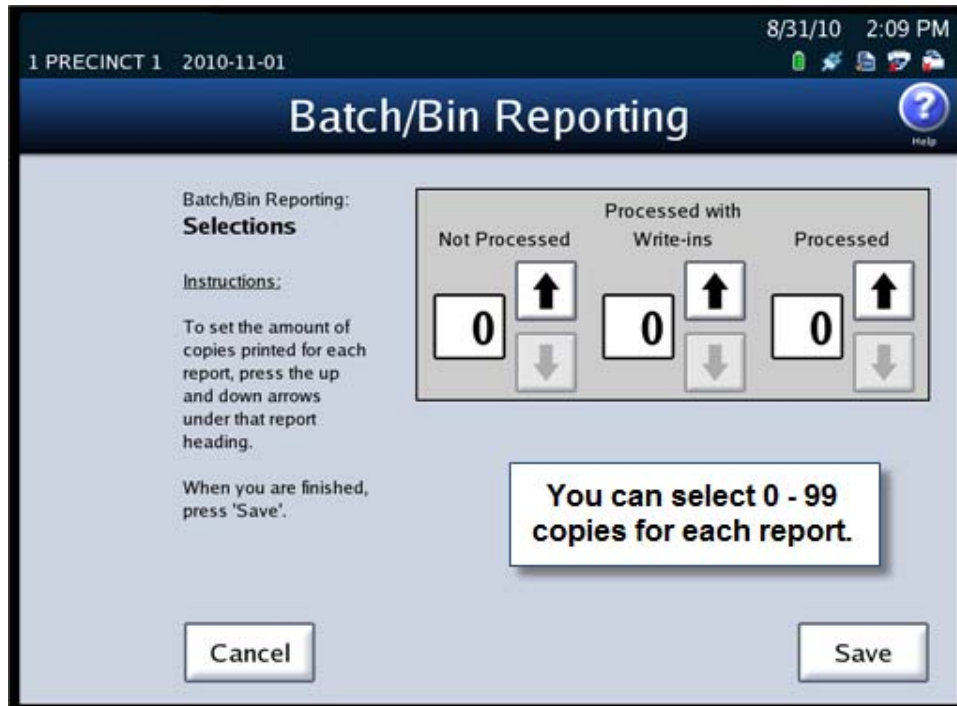 8/31/10 2:09 PM
1 PRECINCT 1 2010-11-01
Batch/Bin Reporting
Help
Batch/Bin Reporting:
Selections
Instructions:
To set the amount of
copies printed for each
report, press the up
and down arrows
under that report
heading.
When you are finished,
press 'Save'.
Not Processed
Processed with
Write-ins
Processed
0 0 0
You can select 0 - 99
copies for each report.
Cancel
Save